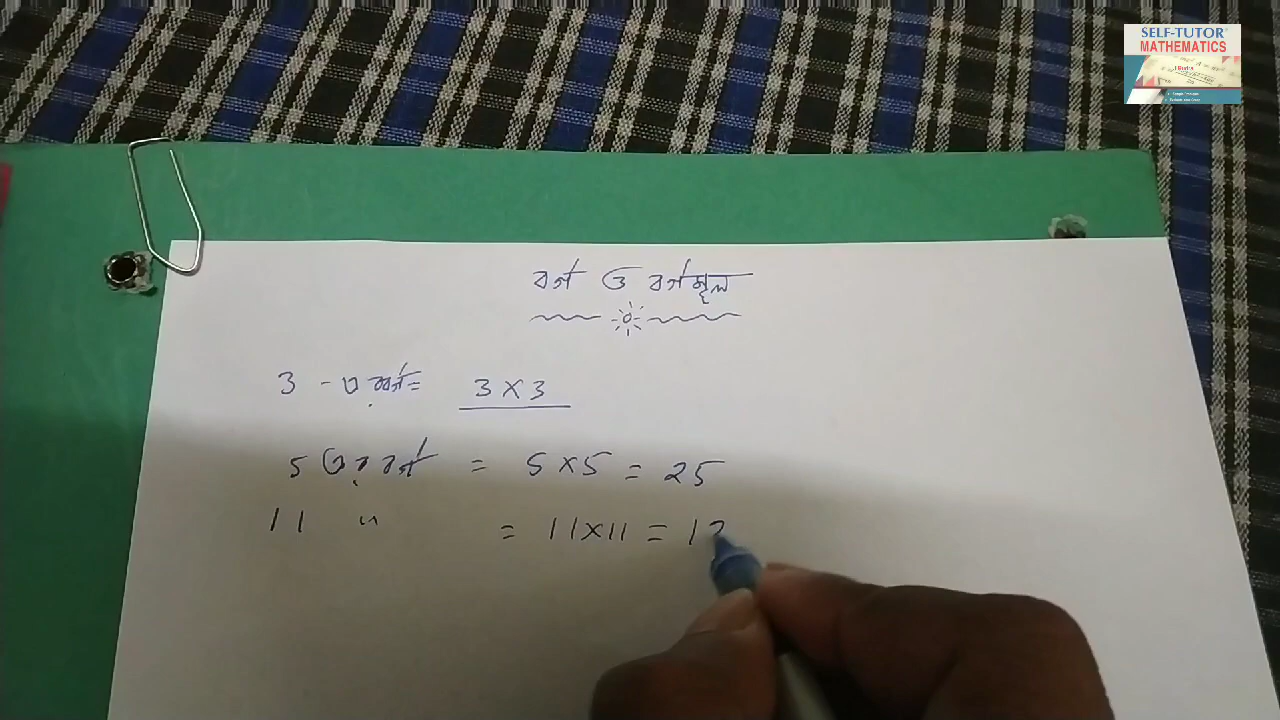 SELF-TUTOR
MATHEMATICS
বর্গ ও বর্গমূল
3 - এর বর্গ = 3 × 3
5 এর বর্গ = 5 × 5 = 25
11 " = 11 × 11 = 12